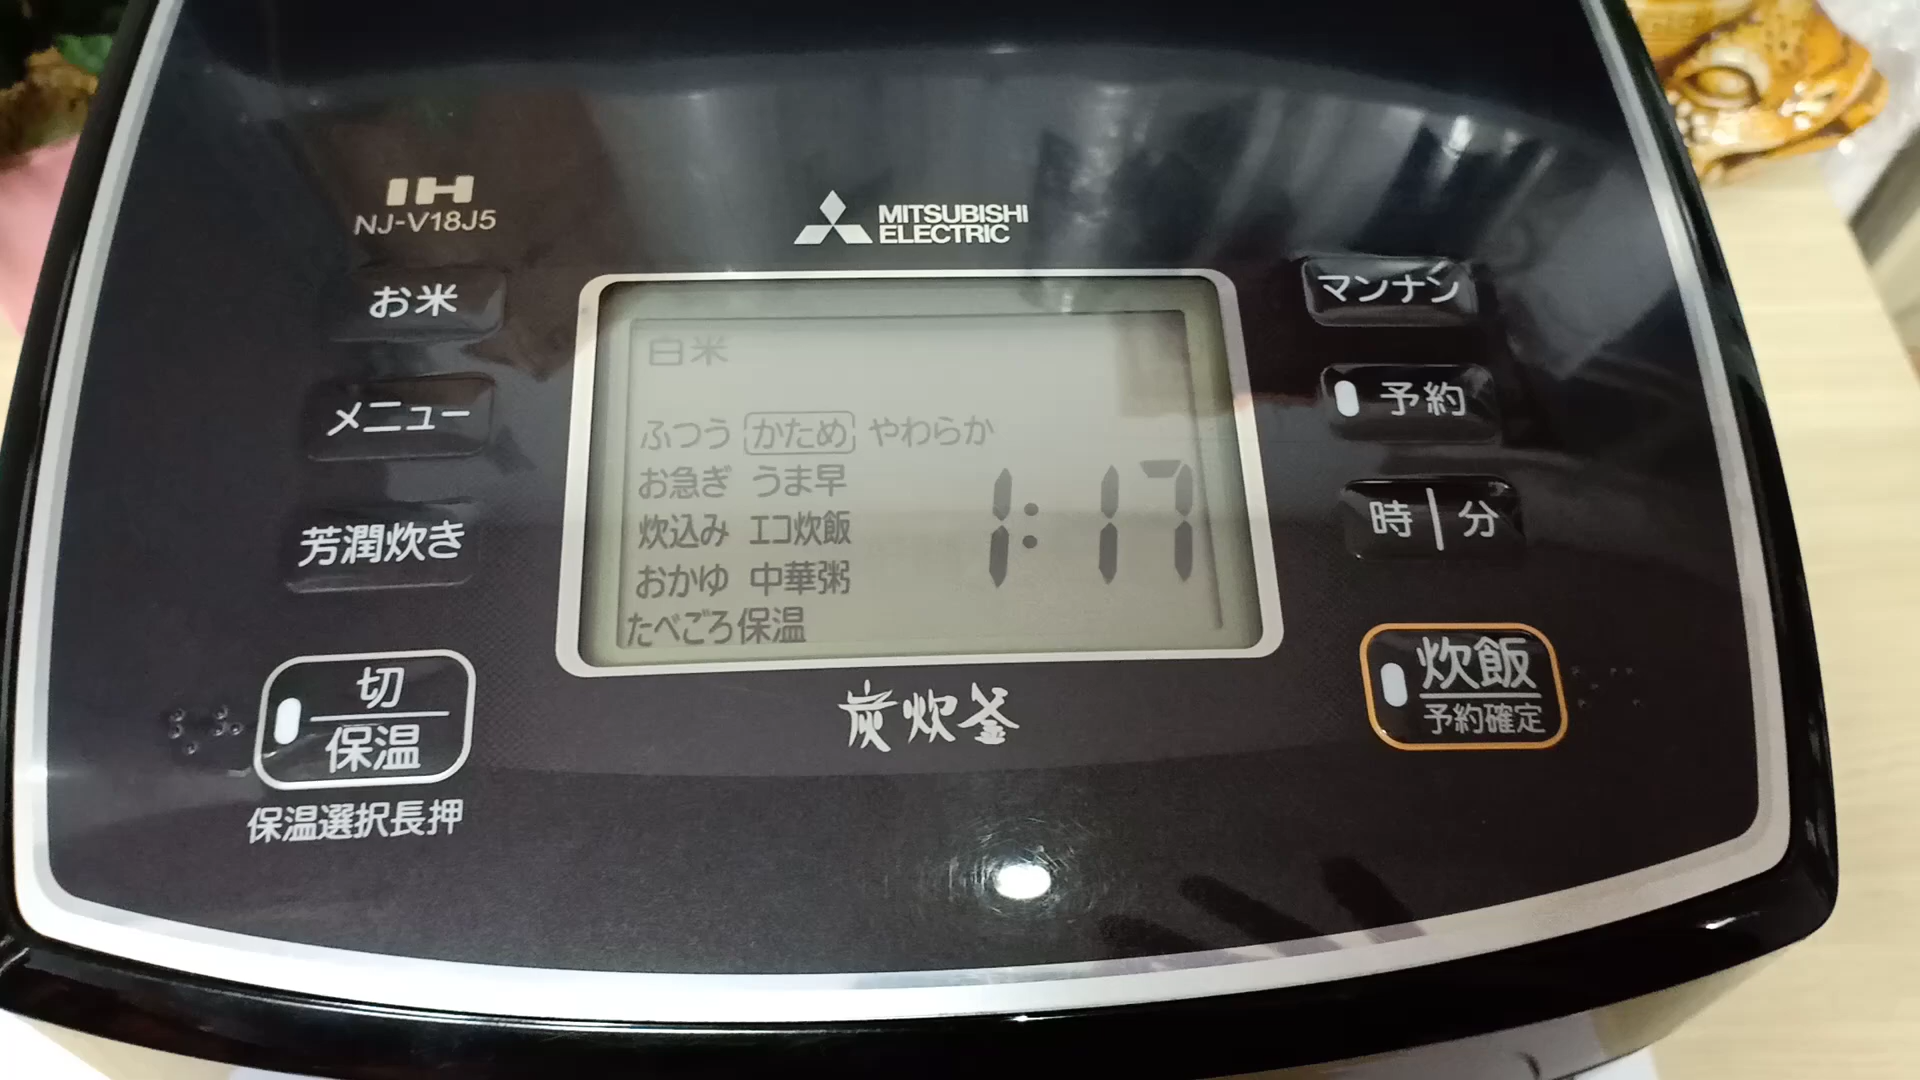 IH
NJ-V18J5
MITSUBISHI
ELECTRIC
お米
メニュー
芳潤炊き
切
保温
保温選択長押
白米
ふつう かため やわらか
お急ぎ うま早
炊込み エコ炊飯
おかゆ 中華粥
たべごろ保温
1:17
炭炊釜
マンナン
予約
時 | 分
炊飯
予約確定